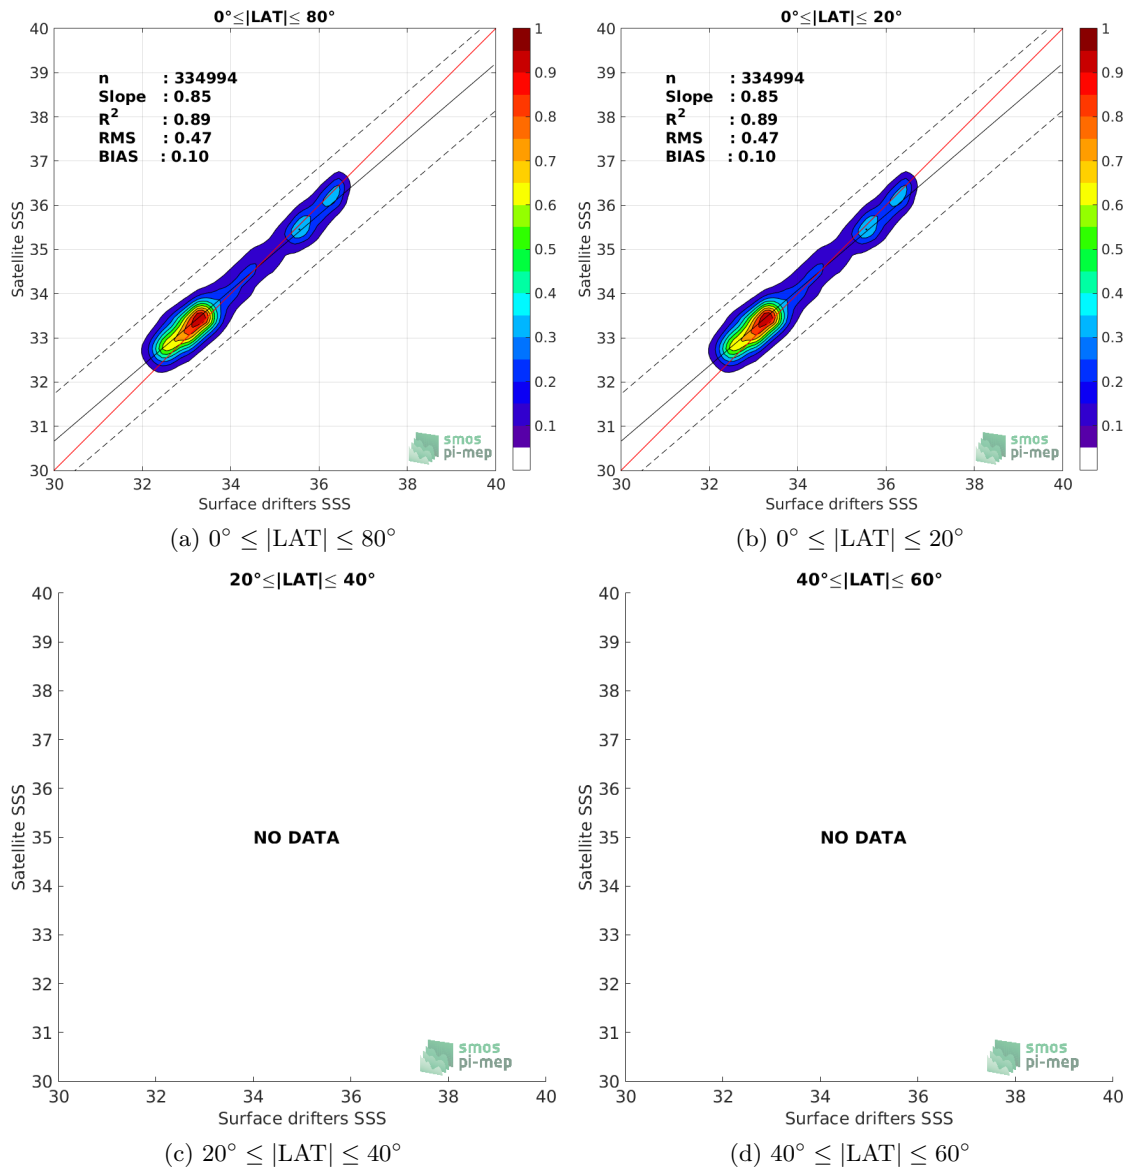 0°≤|LAT|≤ 80°
40
39
38
37
36
35
34
33
32
31
30
Satellite SSS
n : 334994
Slope : 0.85
R² : 0.89
RMS : 0.47
BIAS : 0.10
smos
pi-mep
30 32 34 36 38 40
Surface drifters SSS
1
0.9
0.8
0.7
0.6
0.5
0.4
0.3
0.2
0.1
(a) 0° ≤ |LAT| ≤ 80°
0°≤|LAT|≤ 20°
40
39
38
37
36
35
34
33
32
31
30
Satellite SSS
n : 334994
Slope : 0.85
R² : 0.89
RMS : 0.47
BIAS : 0.10
smos
pi-mep
30 32 34 36 38 40
Surface drifters SSS
1
0.9
0.8
0.7
0.6
0.5
0.4
0.3
0.2
0.1
(b) 0° ≤ |LAT| ≤ 20°
20°≤|LAT|≤ 40°
40
39
38
37
36
35
34
33
32
31
30
Satellite SSS
NO DATA
smos
pi-mep
30 32 34 36 38 40
Surface drifters SSS
(c) 20° ≤ |LAT| ≤ 40°
40°≤|LAT|≤ 60°
40
39
38
37
36
35
34
33
32
31
30
Satellite SSS
NO DATA
smos
pi-mep
30 32 34 36 38 40
Surface drifters SSS
(d) 40° ≤ |LAT| ≤ 60°